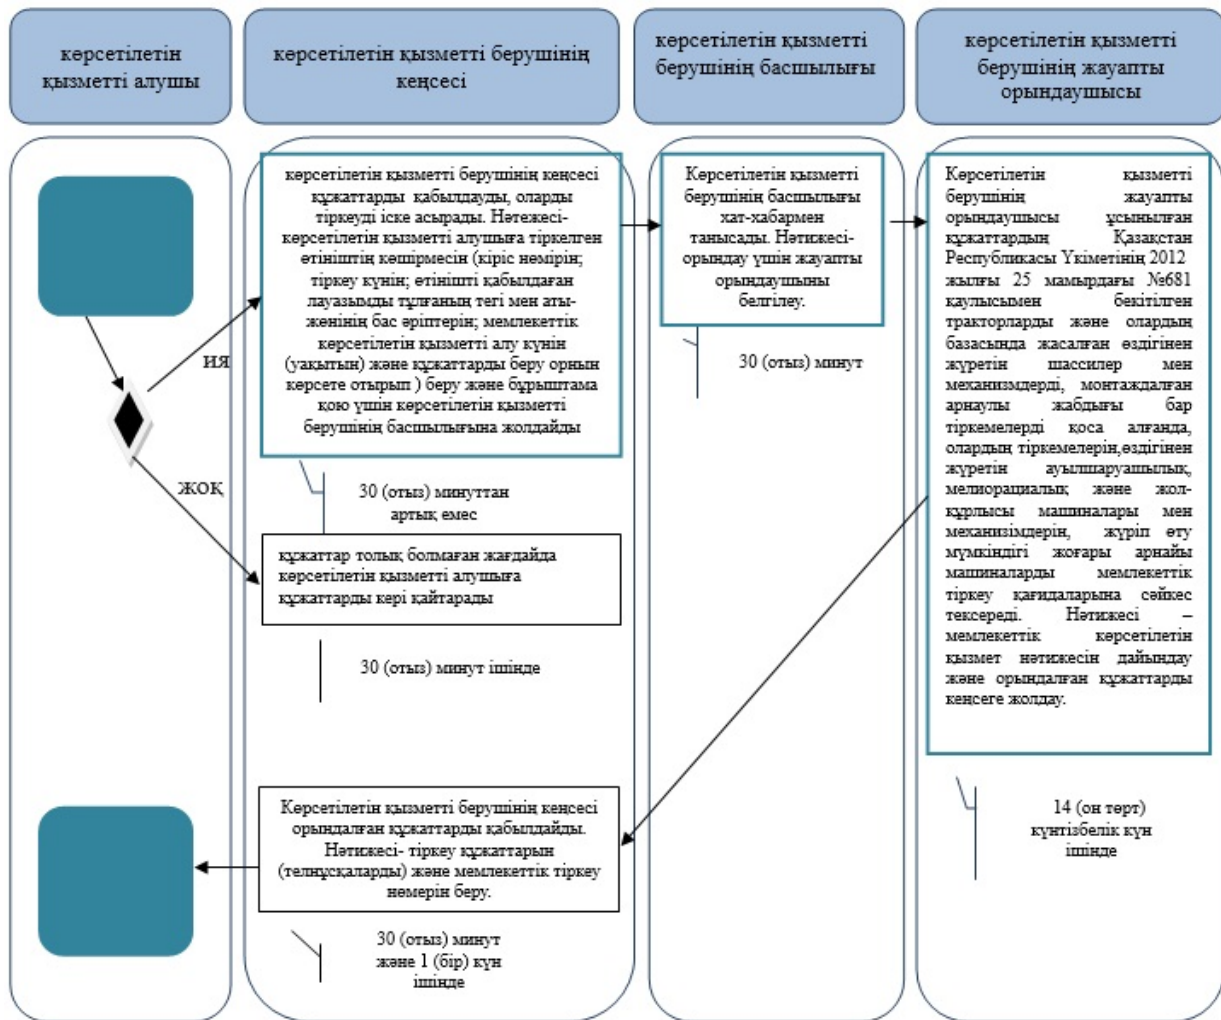 көрсетілетін
қызметті алушы
көрсетілетін қызметті берушінің
кеңсесі
көрсетілетін қызметті
берушінің басшылығы
көрсетілетін қызметті
берушінің жауапты
орындаушысы
көрсетілетін қызметті берушінің кеңсесі
құжаттарды қабылдауды, оларды
тіркеуді іске асырады. Нәтежесі-
көрсетілетін қызметті алушыға тіркелген
өтініштің көшірмесін (кіріс нөмірін;
тіркеу күнін; өтінішті қабылдаған
лауазымды тұлғаның тегі мен аты-
жөнінің бас әріптерін; мемлекеттік
көрсетілетін қызметті алу күнін
(уақытын) және құжаттарды беру орнын
көрсете отырып ) беру және бұрыштама
қою үшін көрсетілетін қызметті
берушінің басшылығына жолдайды
Көрсетілетін қызметті
берушінің басшылығы
хат-хабармен
танысады. Нәтижесі-
орындау үшін жауапты
орындаушыны
белгілеу.
Көрсетілетін қызметті
берушінің жауапты
орындаушысы ұсынылған
құжаттардың Қазақстан
Республикасы Үкіметінің 2012
жылғы 25 мамырдағы №681
қаулысымен бекітілген
тракторларды және олардың
базасында жасалған өздігінен
жүретін шассилер мен
механизмдерді, монтаждалған
арнаулы жабдығы бар
тіркемелерді қоса алғанда,
олардың тіркемелерін,өздігінен
жүретін ауылшаруашылық,
мелиорациалық және жол-
құрлысы машиналары мен
механизімдерін, жүріп өту
мүмкіндігі жоғары арнайы
машиналарды мемлекеттік
тіркеу қағидаларына сәйкес
тексереді. Нәтижесі –
мемлекеттік көрсетілетін
қызмет нәтижесін дайындау
және орындалған құжаттарды
кеңсеге жолдау.
ИЯ
ЖОҚ
30 (отыз) минут
30 (отыз) минуттан
артық емес
құжаттар толық болмаған жағдайда
көрсетілетін қызметті алушыға
құжаттарды кері қайтарады
30 (отыз) минут ішінде
Көрсетілетін қызметті берушінің кеңсесі
орындалған құжаттарды қабылдайды.
Нәтижесі- тіркеу құжаттарын
(телнұсқаларды) және мемлекеттік тіркеу
нөмерін беру.
14 (он төрт)
күнтізбелік күн
ішінде
30 (отыз) минут
және 1 (бір) күн
ішінде